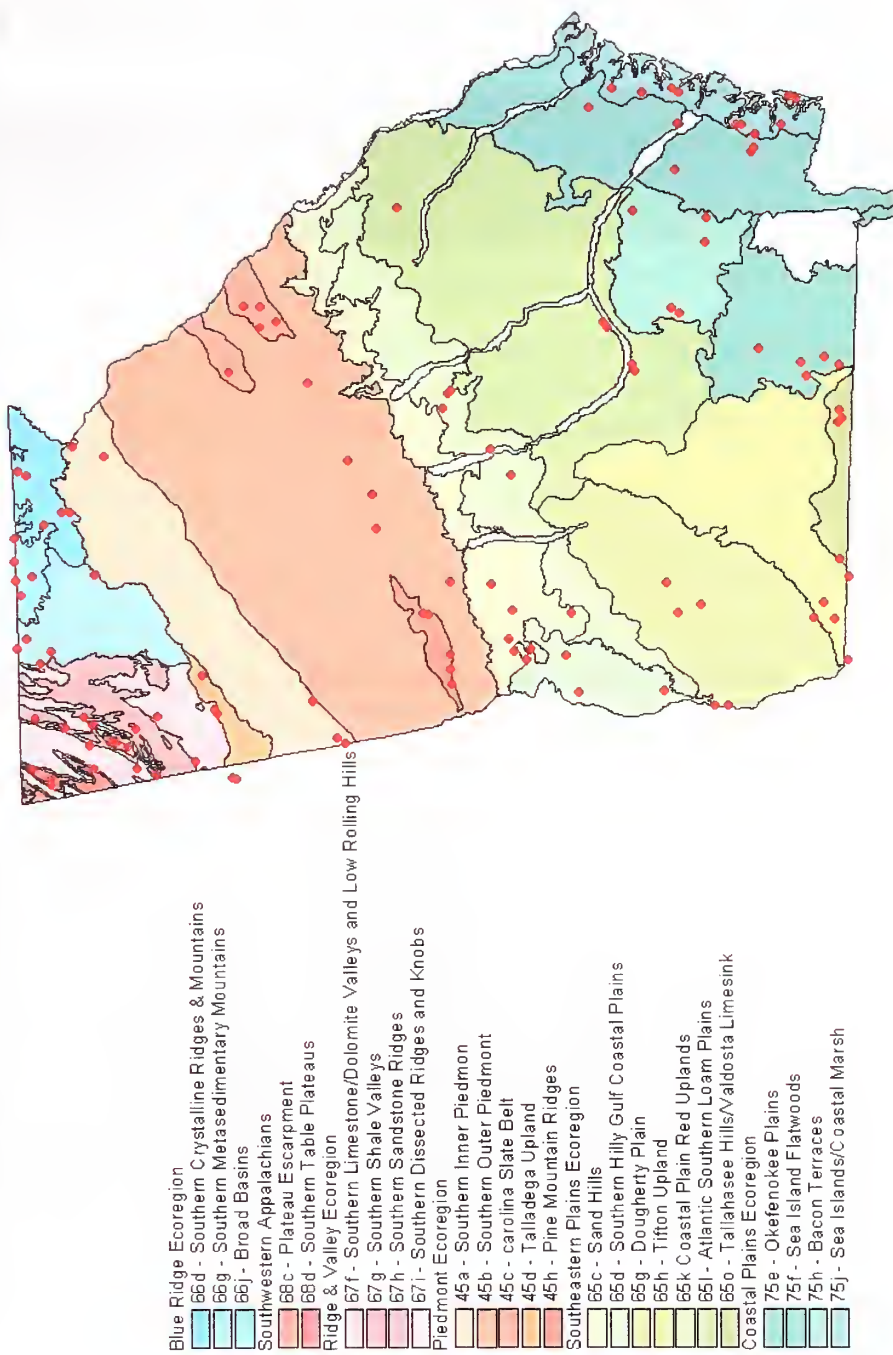 Blue Ridge Ecoregion
66d - Southern Crystalline Ridges & Mountains
66g - Southern Metasedimentary Mountains
66j - Broad Basins
Southwestern Appalachians
68c - Plateau Escarpment
68d - Southern Table Plateaus
Ridge & Valley Ecoregion
67f - Southern Limestone/Dolomite Valleys and Low Rolling Hills
67g - Southern Shale Valleys
67h - Southern Sandstone Ridges
67i - Southern Dissected Ridges and Knobs
Piedmont Ecoregion
45a - Southern Inner Piedmon
45b - Southern Outer Piedmont
45c - carolina Slate Belt
45d - Talladega Upland
45h - Pine Mountain Ridges
Southeastern Plains Ecoregion
65c - Sand Hills
65d - Southern Hilly Gulf Coastal Plains
65g - Dougherty Plain
65h - Tifton Upland
65k Coastal Plain Red Uplands
65l - Atlantic Southern Loam Plains
65o - Tallahasee Hills/Valdosta Limesink
Coastal Plains Ecoregion
75e - Okefenokee Plains
75f - Sea Island Flatwoods
75h - Bacon Terraces
75j - Sea Islands/Coastal Marsh